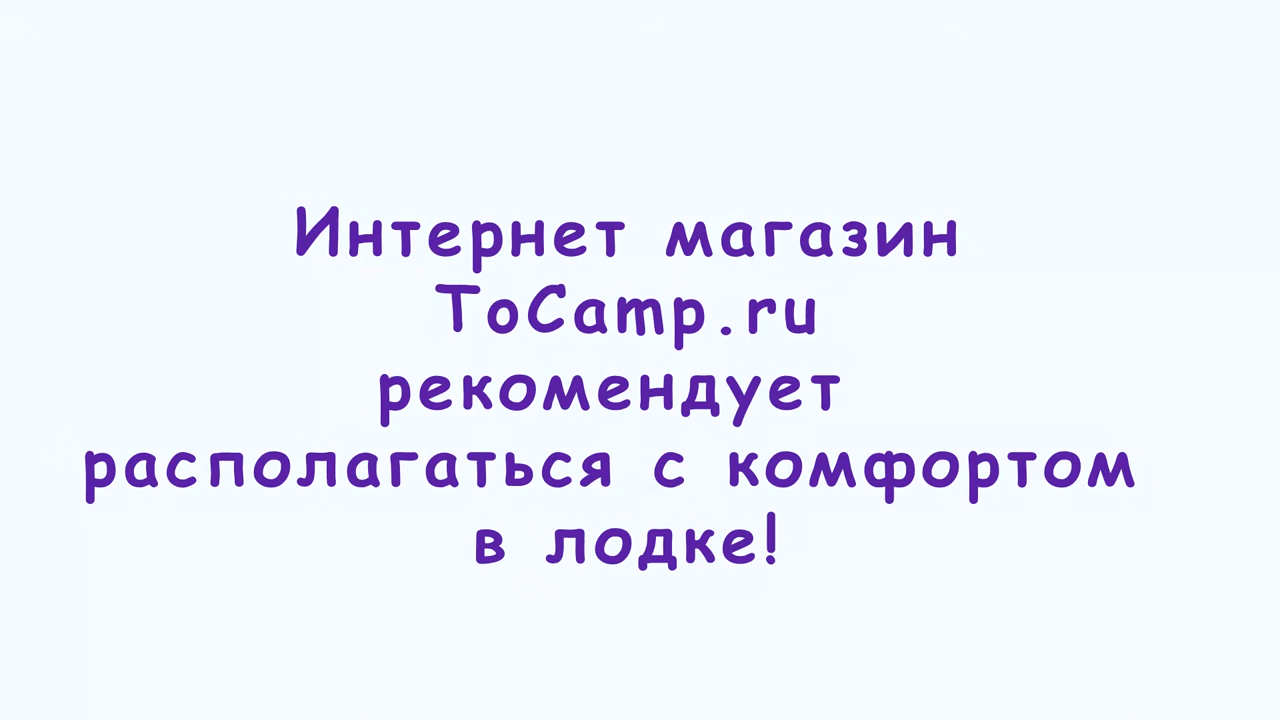 Интернет магазин
ToCamp.ru
рекомендует
располагаться с комфортом
в лодке!